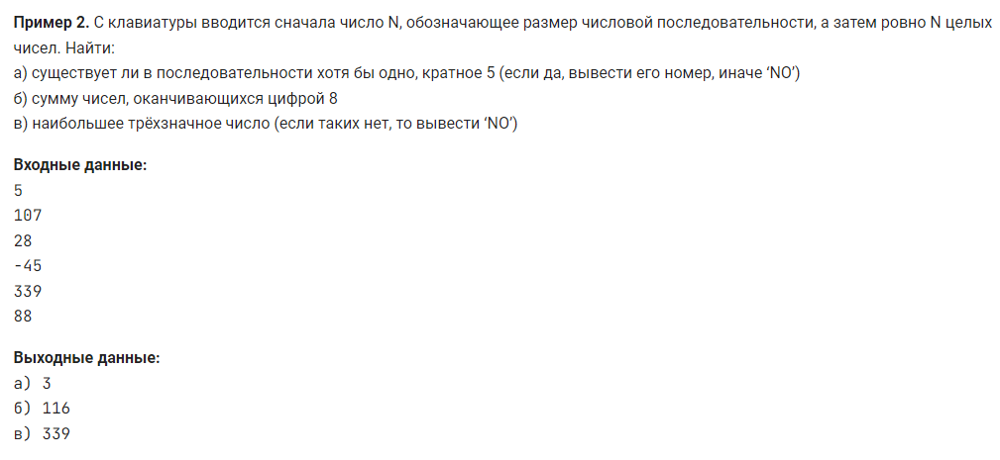 Пример 2. С клавиатуры вводится сначала число N, обозначающее размер числовой последовательности, а затем ровно N целых
чисел. Найти:
а) существует ли в последовательности хотя бы одно, кратное 5 (если да, вывести его номер, иначе ‘NO’)
б) сумму чисел, оканчивающихся цифрой 8
в) наибольшее трёхзначное число (если таких нет, то вывести ‘NO’)
Входные данные:
5
107
28
-45
339
88
Выходные данные:
а) 3
б) 116
в) 339